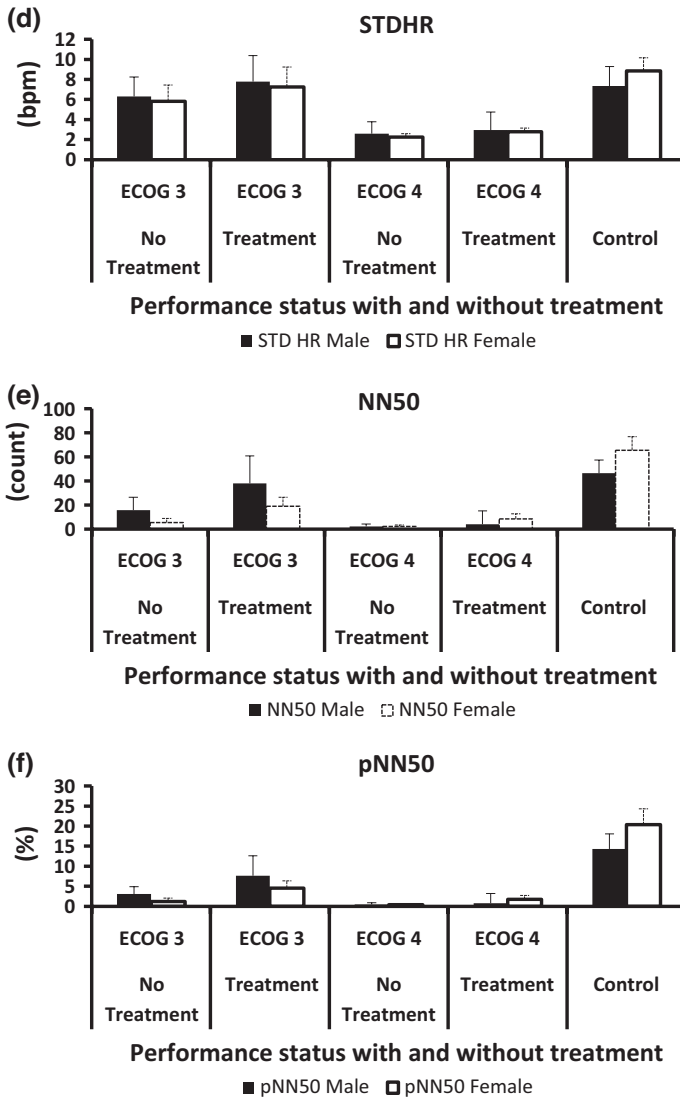 (d)
STDHR
(bpm)
12
10
8
6
4
2
0
ECOG 3 ECOG 3 ECOG 4 ECOG 4
No Treatment Treatment No Treatment Treatment Control
Performance status with and without treatment
STD HR Male STD HR Female
(e)
NN50
(count)
100
80
60
40
20
0
ECOG 3 ECOG 3 ECOG 4 ECOG 4
No Treatment Treatment No Treatment Treatment Control
Performance status with and without treatment
NN50 Male NN50 Female
(f)
pNN50
(%)
30
25
20
15
10
5
0
ECOG 3 ECOG 3 ECOG 4 ECOG 4
No Treatment Treatment No Treatment Treatment Control
Performance status with and without treatment
pNN50 Male pNN50 Female